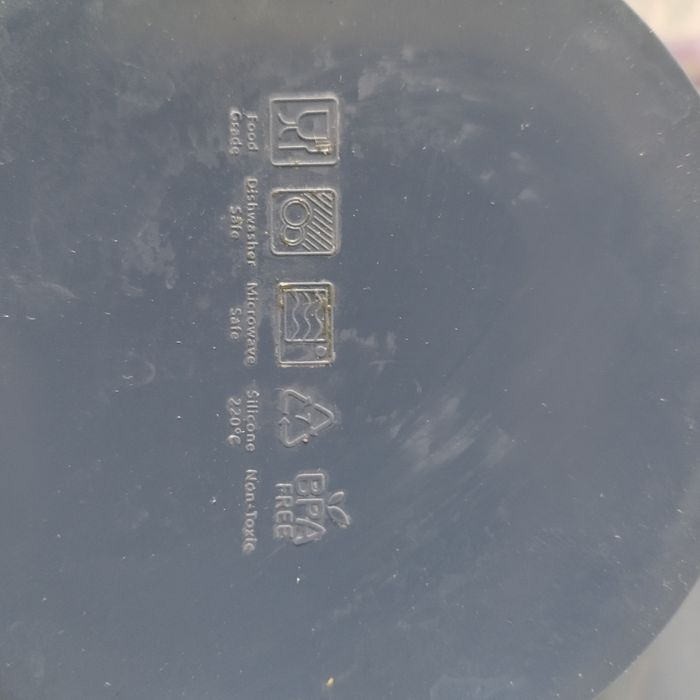 Food
Grade
Dishwasher
Safe
Microwave
Safe
Silicone
220°C
BPA
FREE
Non-Toxic